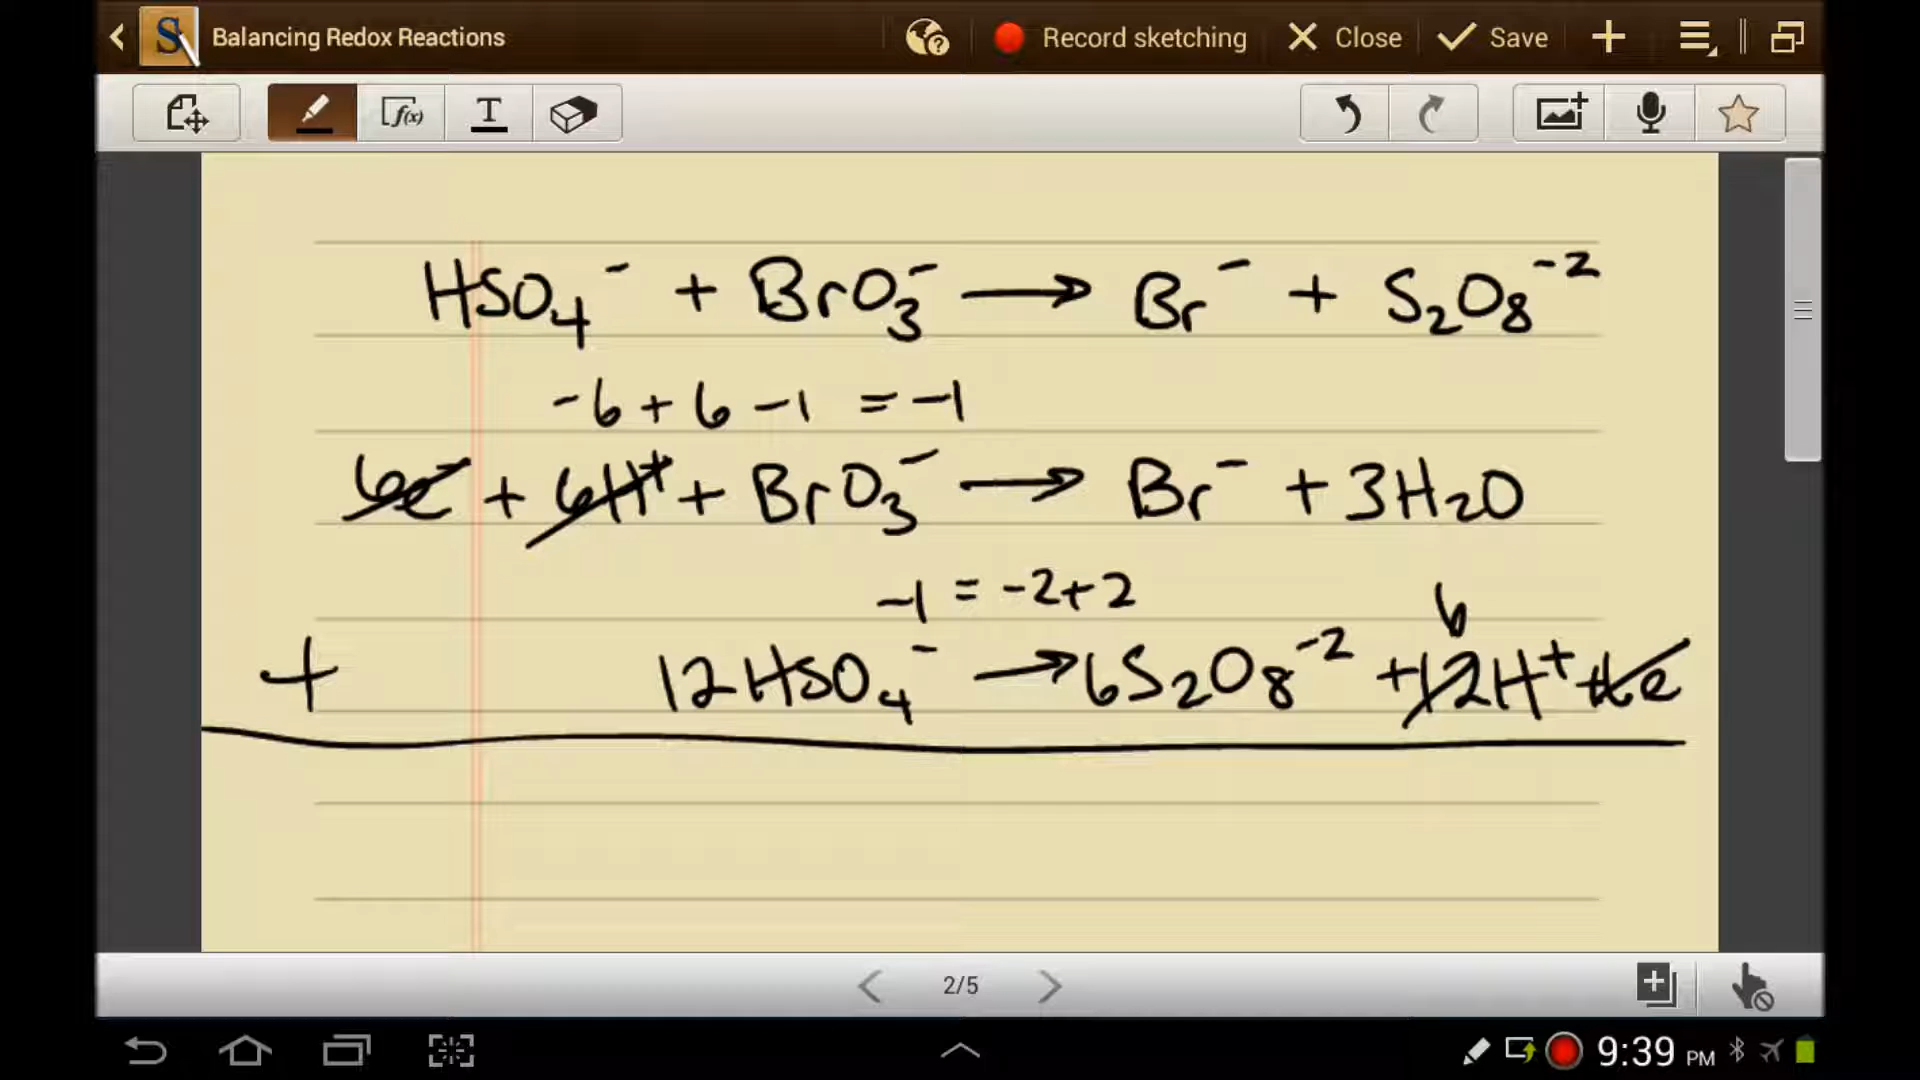 Balancing Redox Reactions Record sketching Close Save
f(x) T
HSO₄⁻ + BrO₃⁻ → Br⁻ + S₂O₈⁻²
-6 + 6 - 1 = -1
6e⁻ + 6H⁺ + BrO₃⁻ → Br⁻ + 3H₂O
-1 = -2+2 6
+ 12HSO₄⁻ → 6S₂O₈⁻² + 12H⁺
2/5
9:39 PM